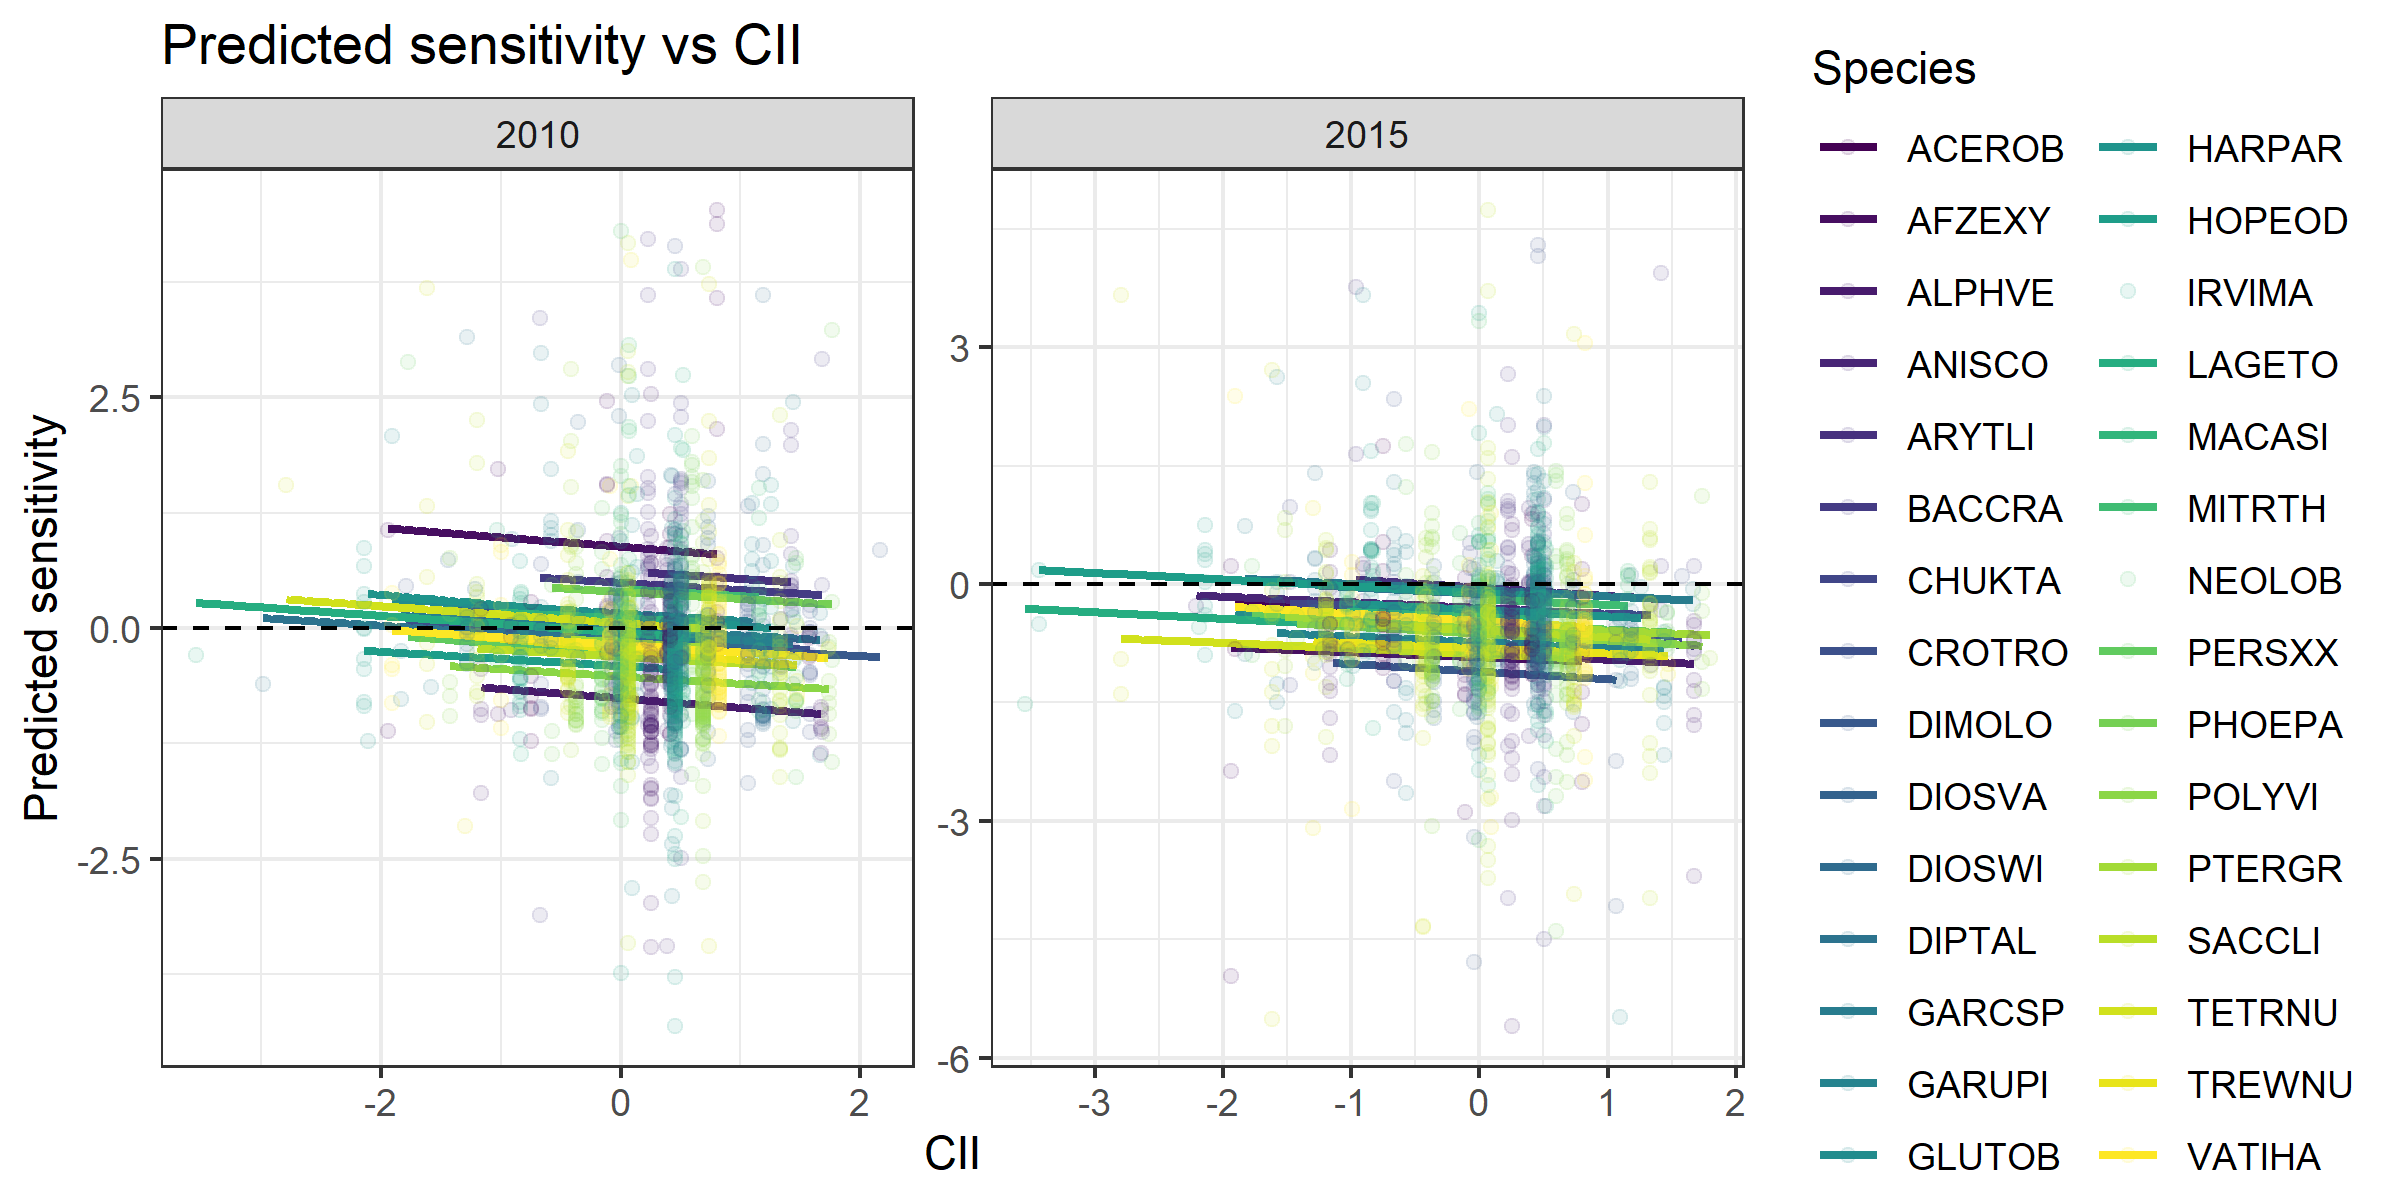 Predicted sensitivity vs CII
2010
2015
Predicted sensitivity
2.5
0.0
-2.5
-2
0
2
3
0
-3
-6
-3
-2
-1
0
1
2
CII
Species
ACEROB
AFZEXY
ALPHVE
ANISCO
ARYTLI
BACCRA
CHUKTA
CROTRO
DIMOLO
DIOSVA
DIOSWI
DIPTAL
GARCSP
GARUPI
GLUTOB
HARPAR
HOPEOD
IRVIMA
LAGETO
MACASI
MITRTH
NEOLOB
PERSXX
PHOEPA
POLYVI
PTERGR
SACCLI
TETRNU
TREWNU
VATIHA